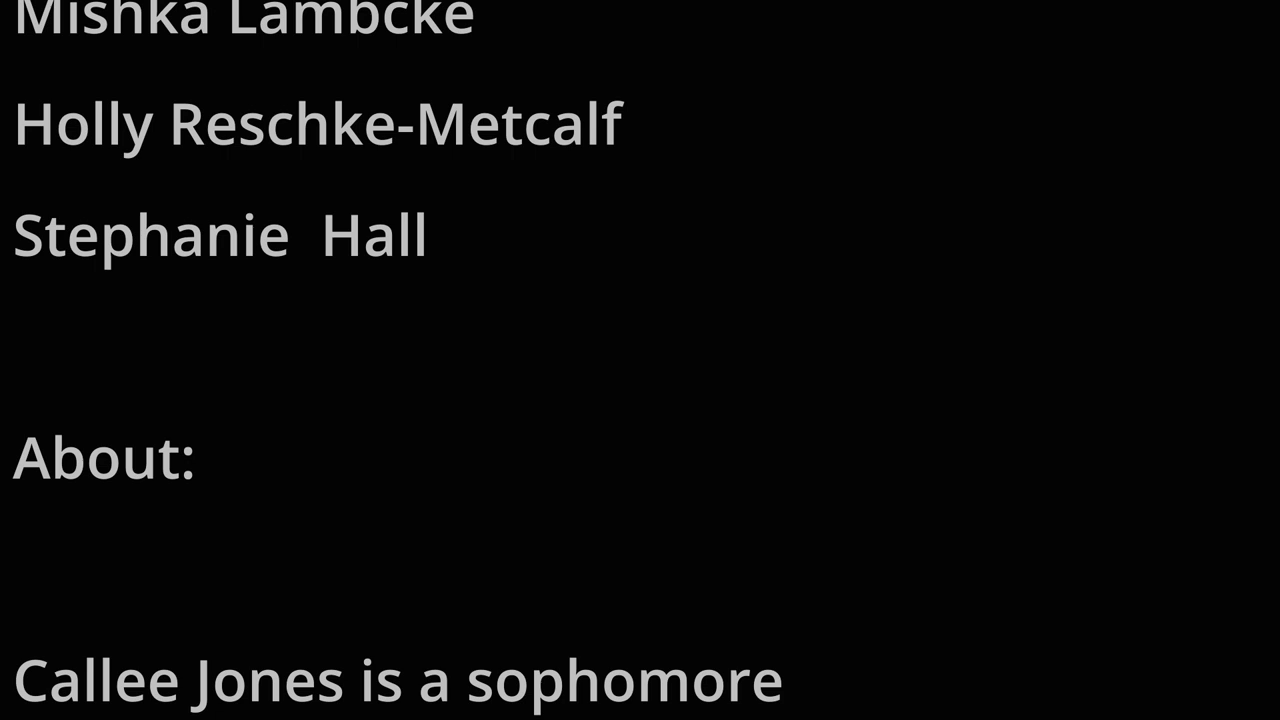 Mishka Lambcke
Holly Reschke-Metcalf
Stephanie  Hall
About:
Callee Jones is a sophomore